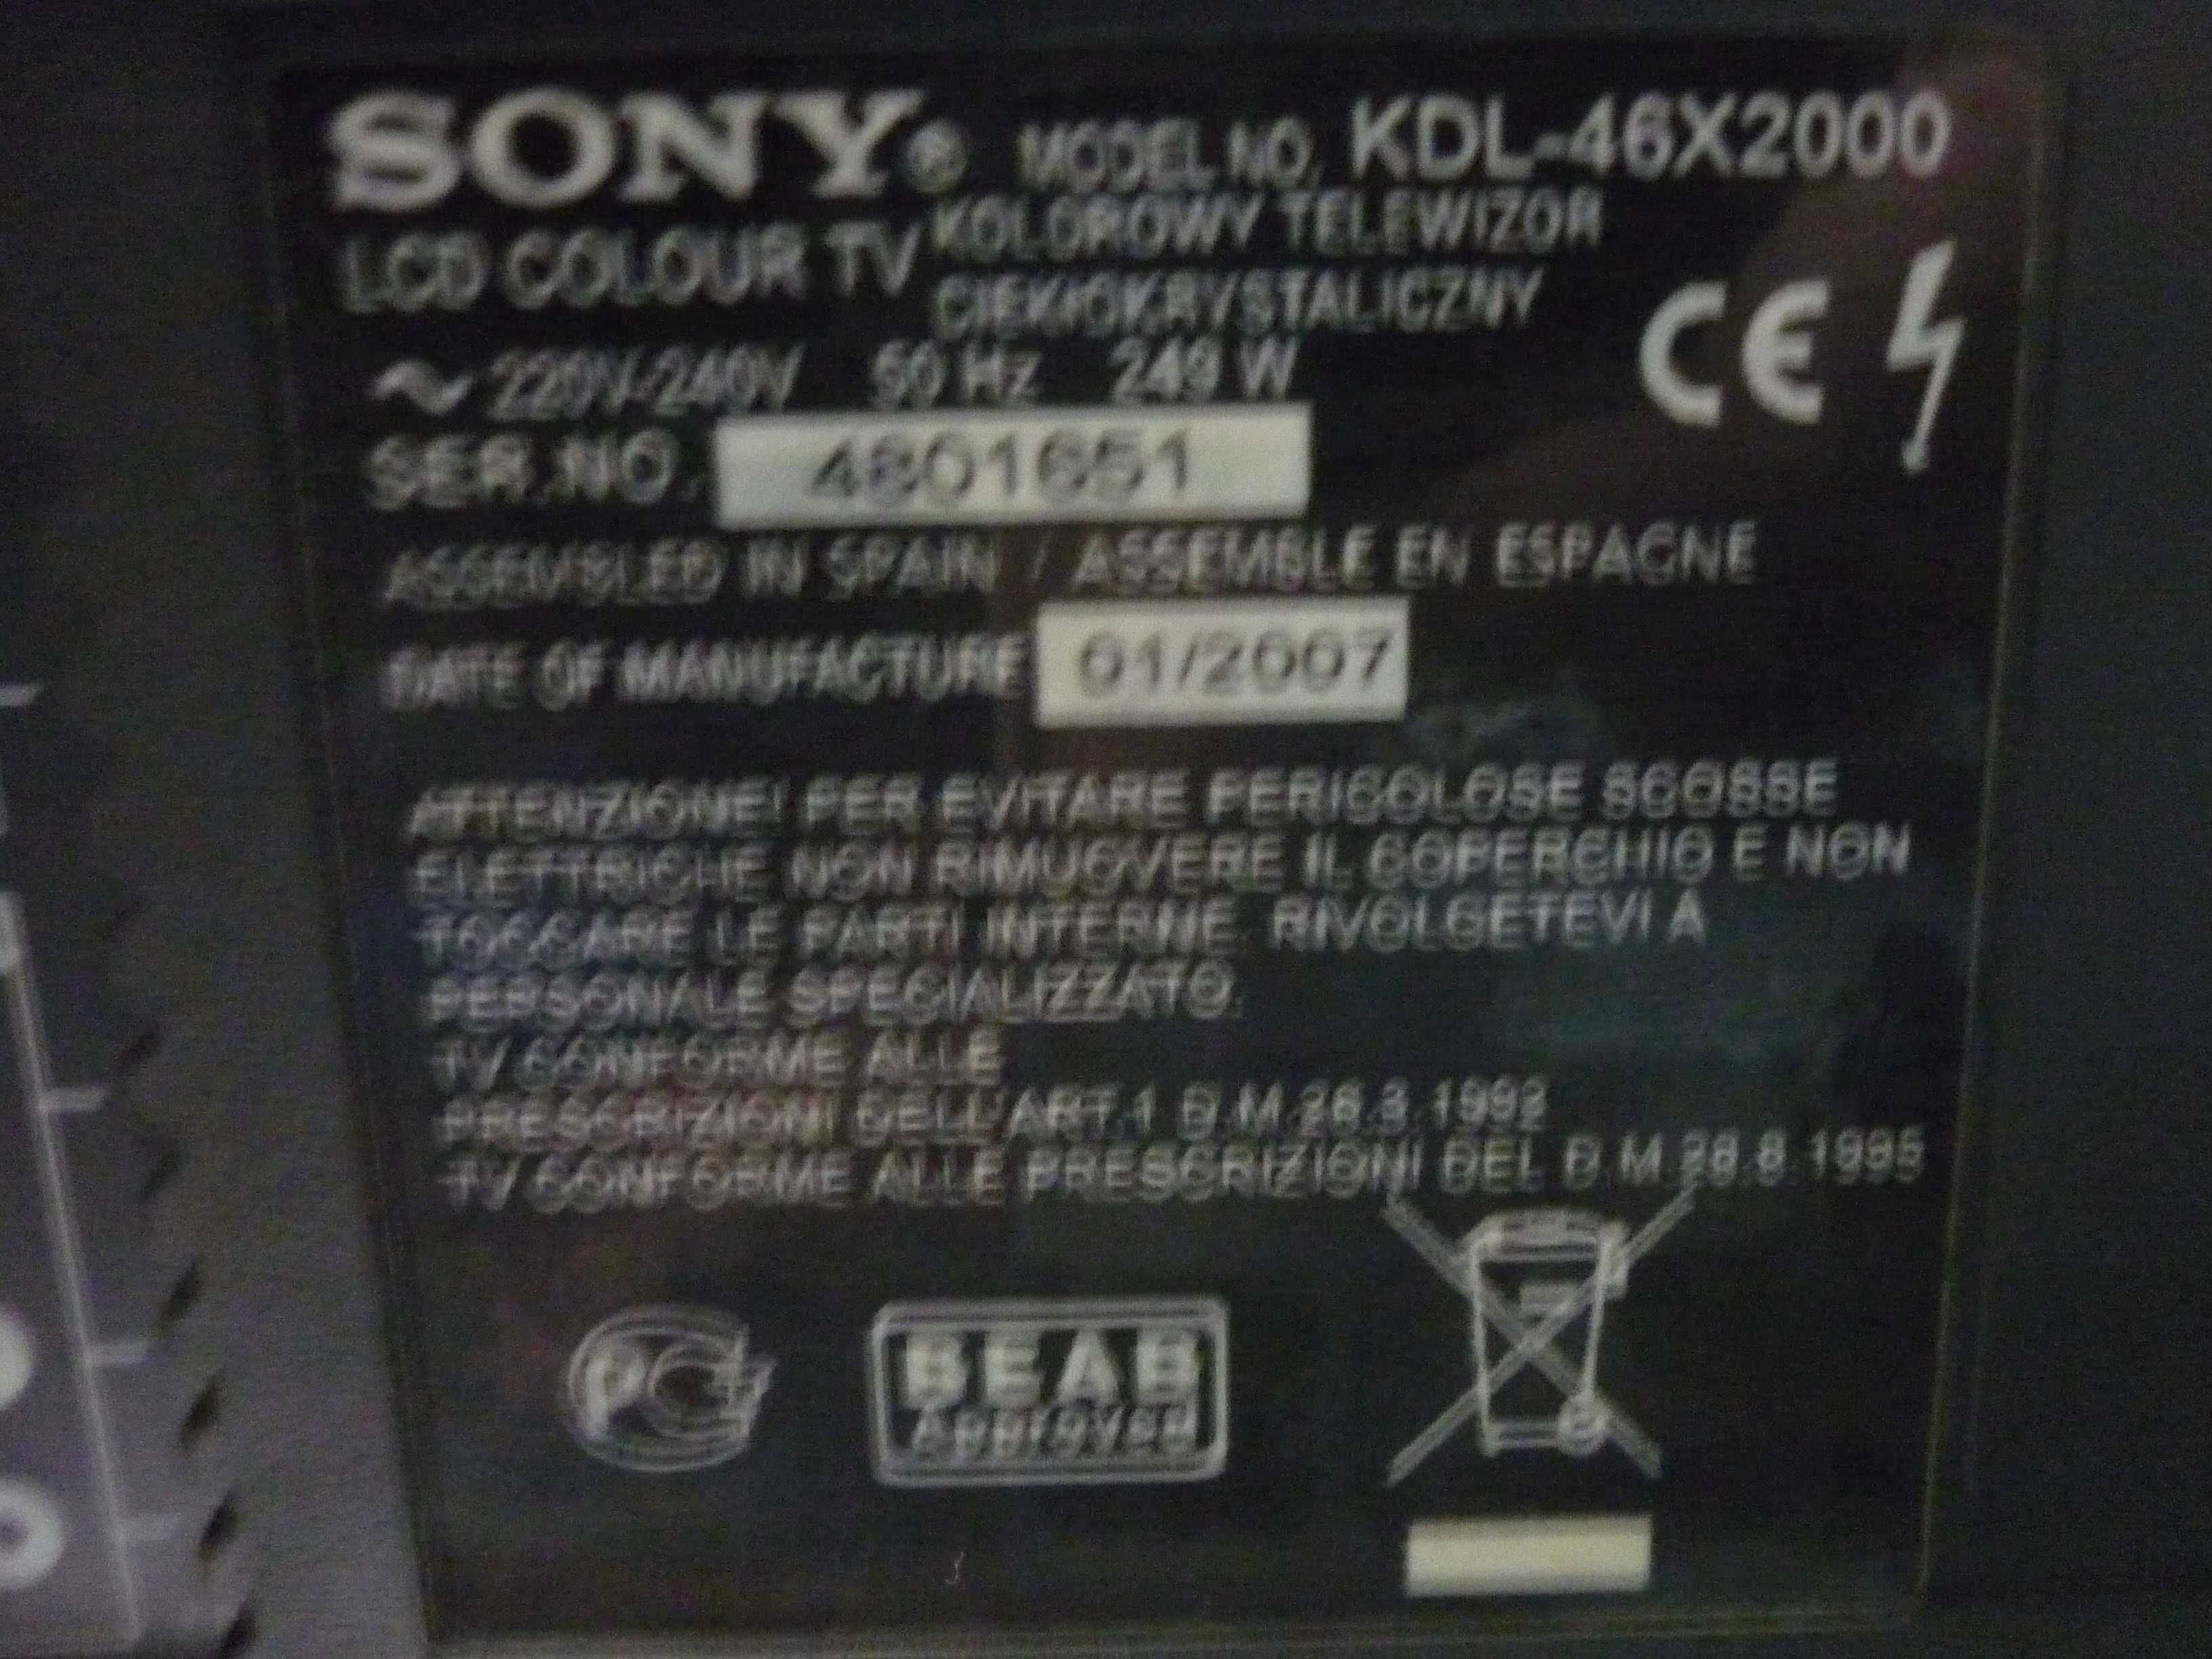 SONY® MODEL NO. KDL-46X2000
LCD COLOUR TV KOLOROWY TELEWIZOR
CIEKŁOKRYSTALICZNY
~ 220V-240V 50 Hz 249 W
SER.NO. 4801651
ASSEMBLED IN SPAIN / ASSEMBLE EN ESPAGNE
DATE OF MANUFACTURE 01/2007
ATTENZIONE! PER EVITARE PERICOLOSE SCOSSE
ELETTRICHE NON RIMUOVERE IL COPERCHIO E NON
TOCCARE LE PARTI INTERNE. RIVOLGETEVI A
PERSONALE SPECIALIZZATO.
TV CONFORME ALLE
PRESCRIZIONI DELL'ART.1 D.M.26.3.1992
TV CONFORME ALLE PRESCRIZIONI DEL D.M.28.8.1995
BEAB
Approved